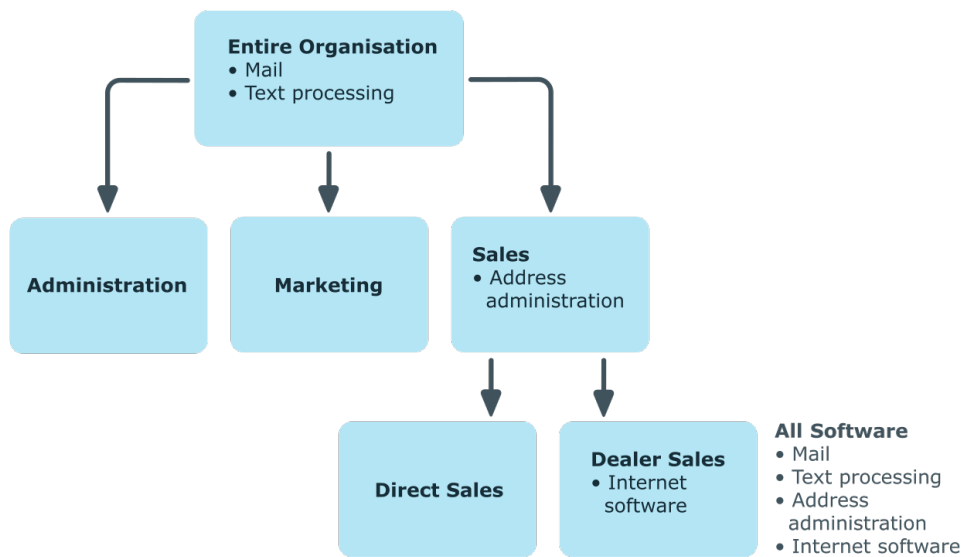 Entire Organisation
• Mail
• Text processing
Administration
Marketing
Sales
• Address
administration
Direct Sales
Dealer Sales
• Internet
software
All Software
• Mail
• Text processing
• Address
administration
• Internet software